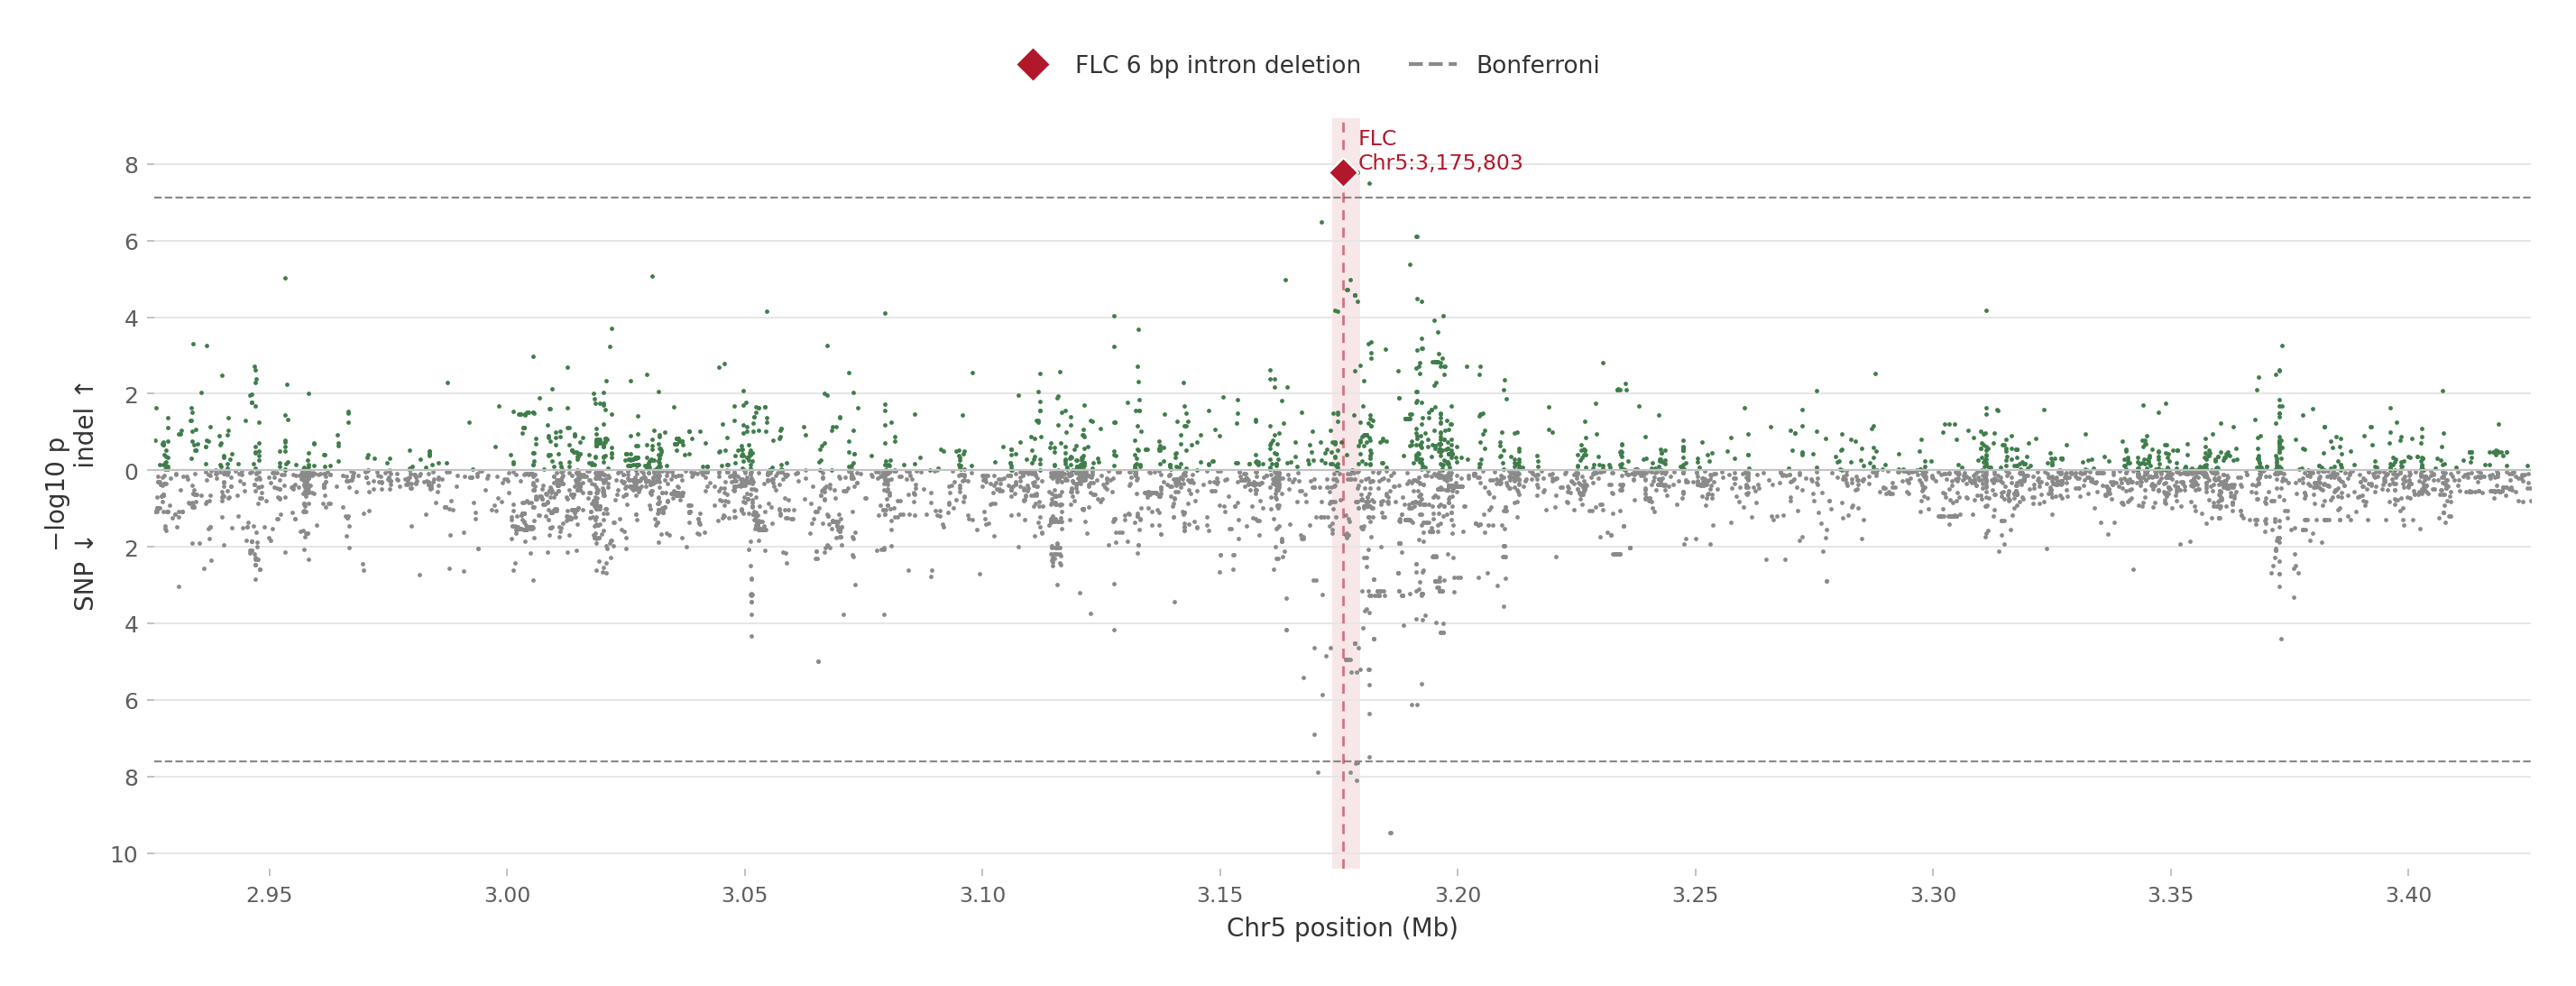 FLC 6 bp intron deletion
Bonferroni
FLC
Chr5:3,175,803
8
6
4
2
0
0
2
4
6
8
10
−log10 p
SNP ↓ indel ↑
2.95 3.00 3.05 3.10 3.15 3.20 3.25 3.30 3.35 3.40
Chr5 position (Mb)